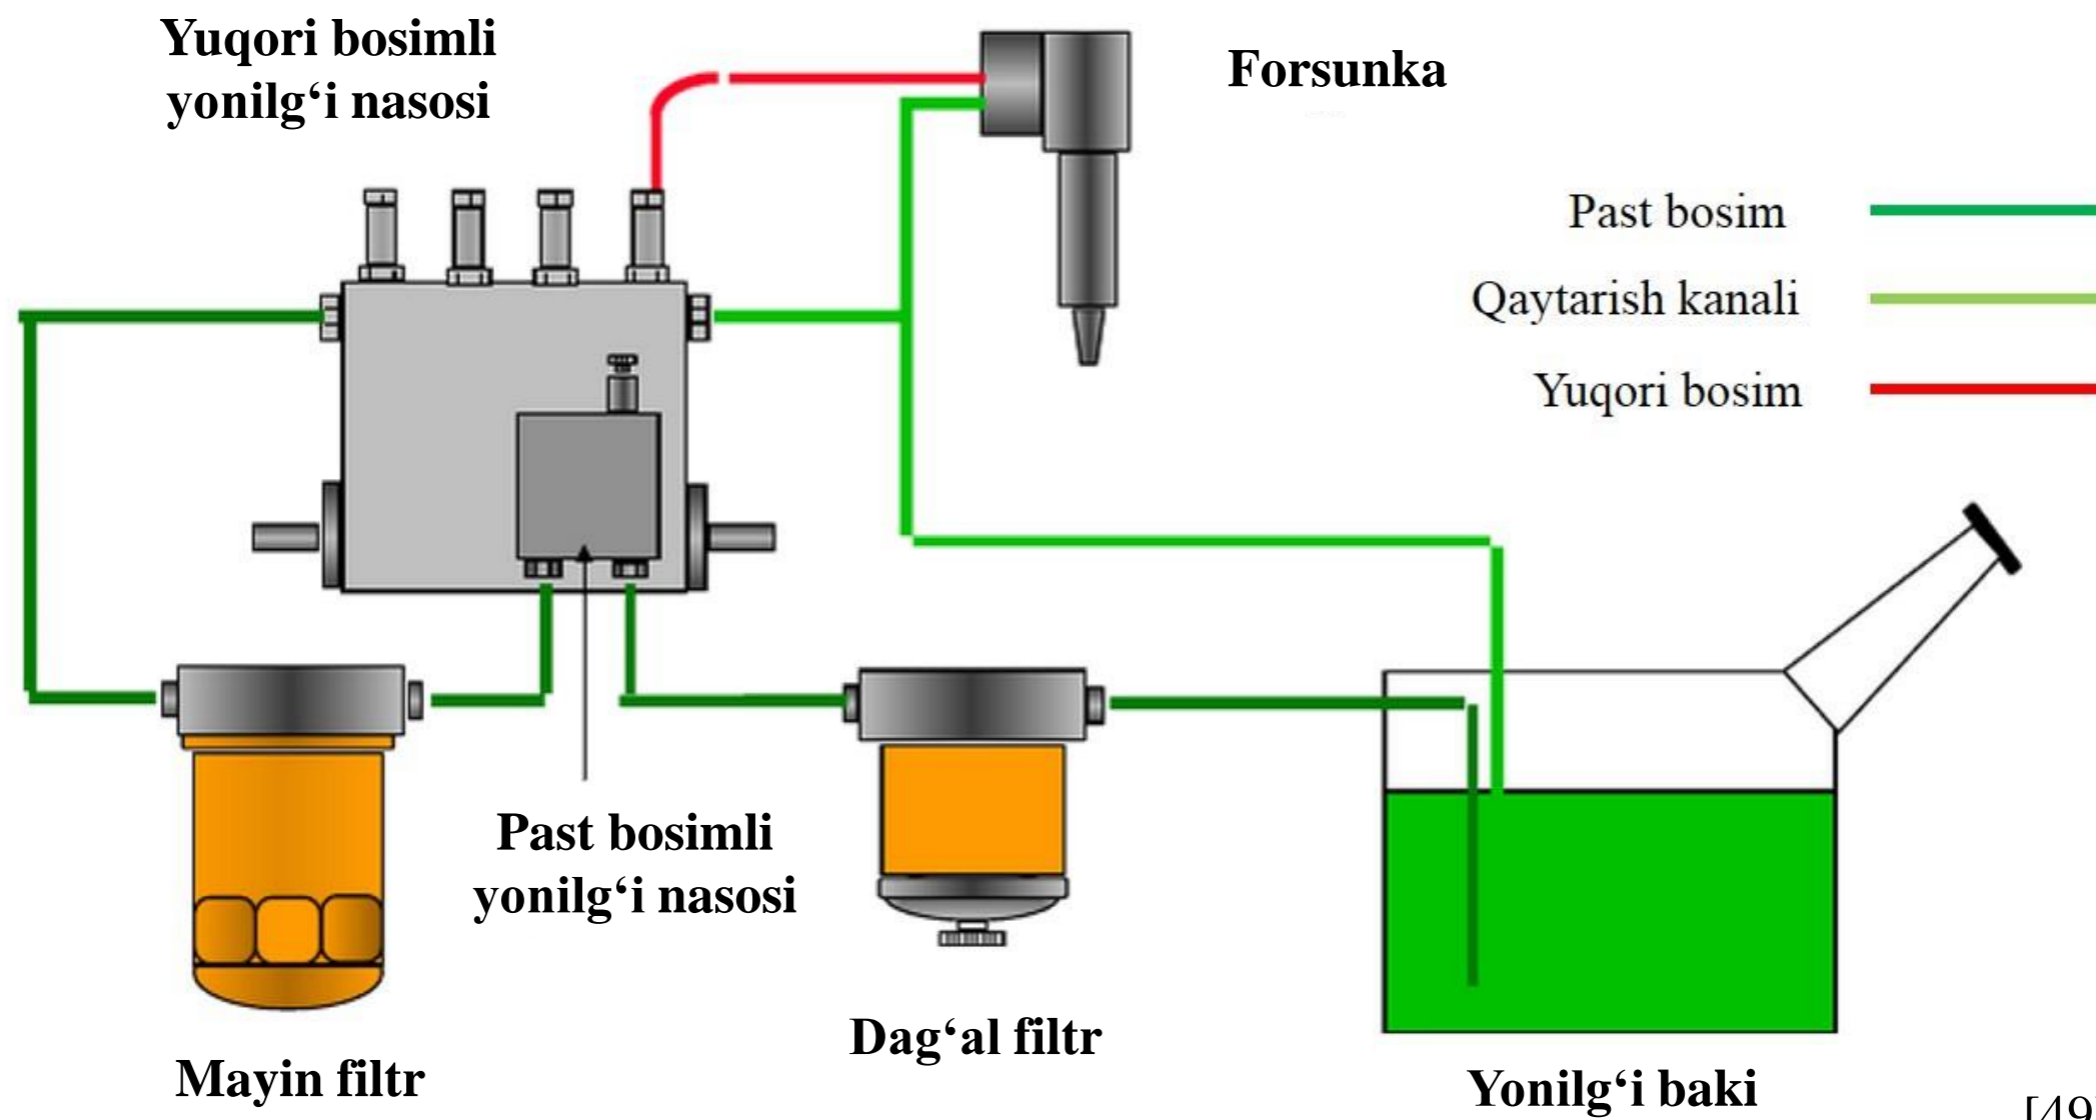 Yuqori bosimli
yonilg‘i nasosi
Forsunka
Past bosim
Qaytarish kanali
Yuqori bosim
Past bosimli
yonilg‘i nasosi
Dag‘al filtr
Mayin filtr
Yonilg‘i baki
[49